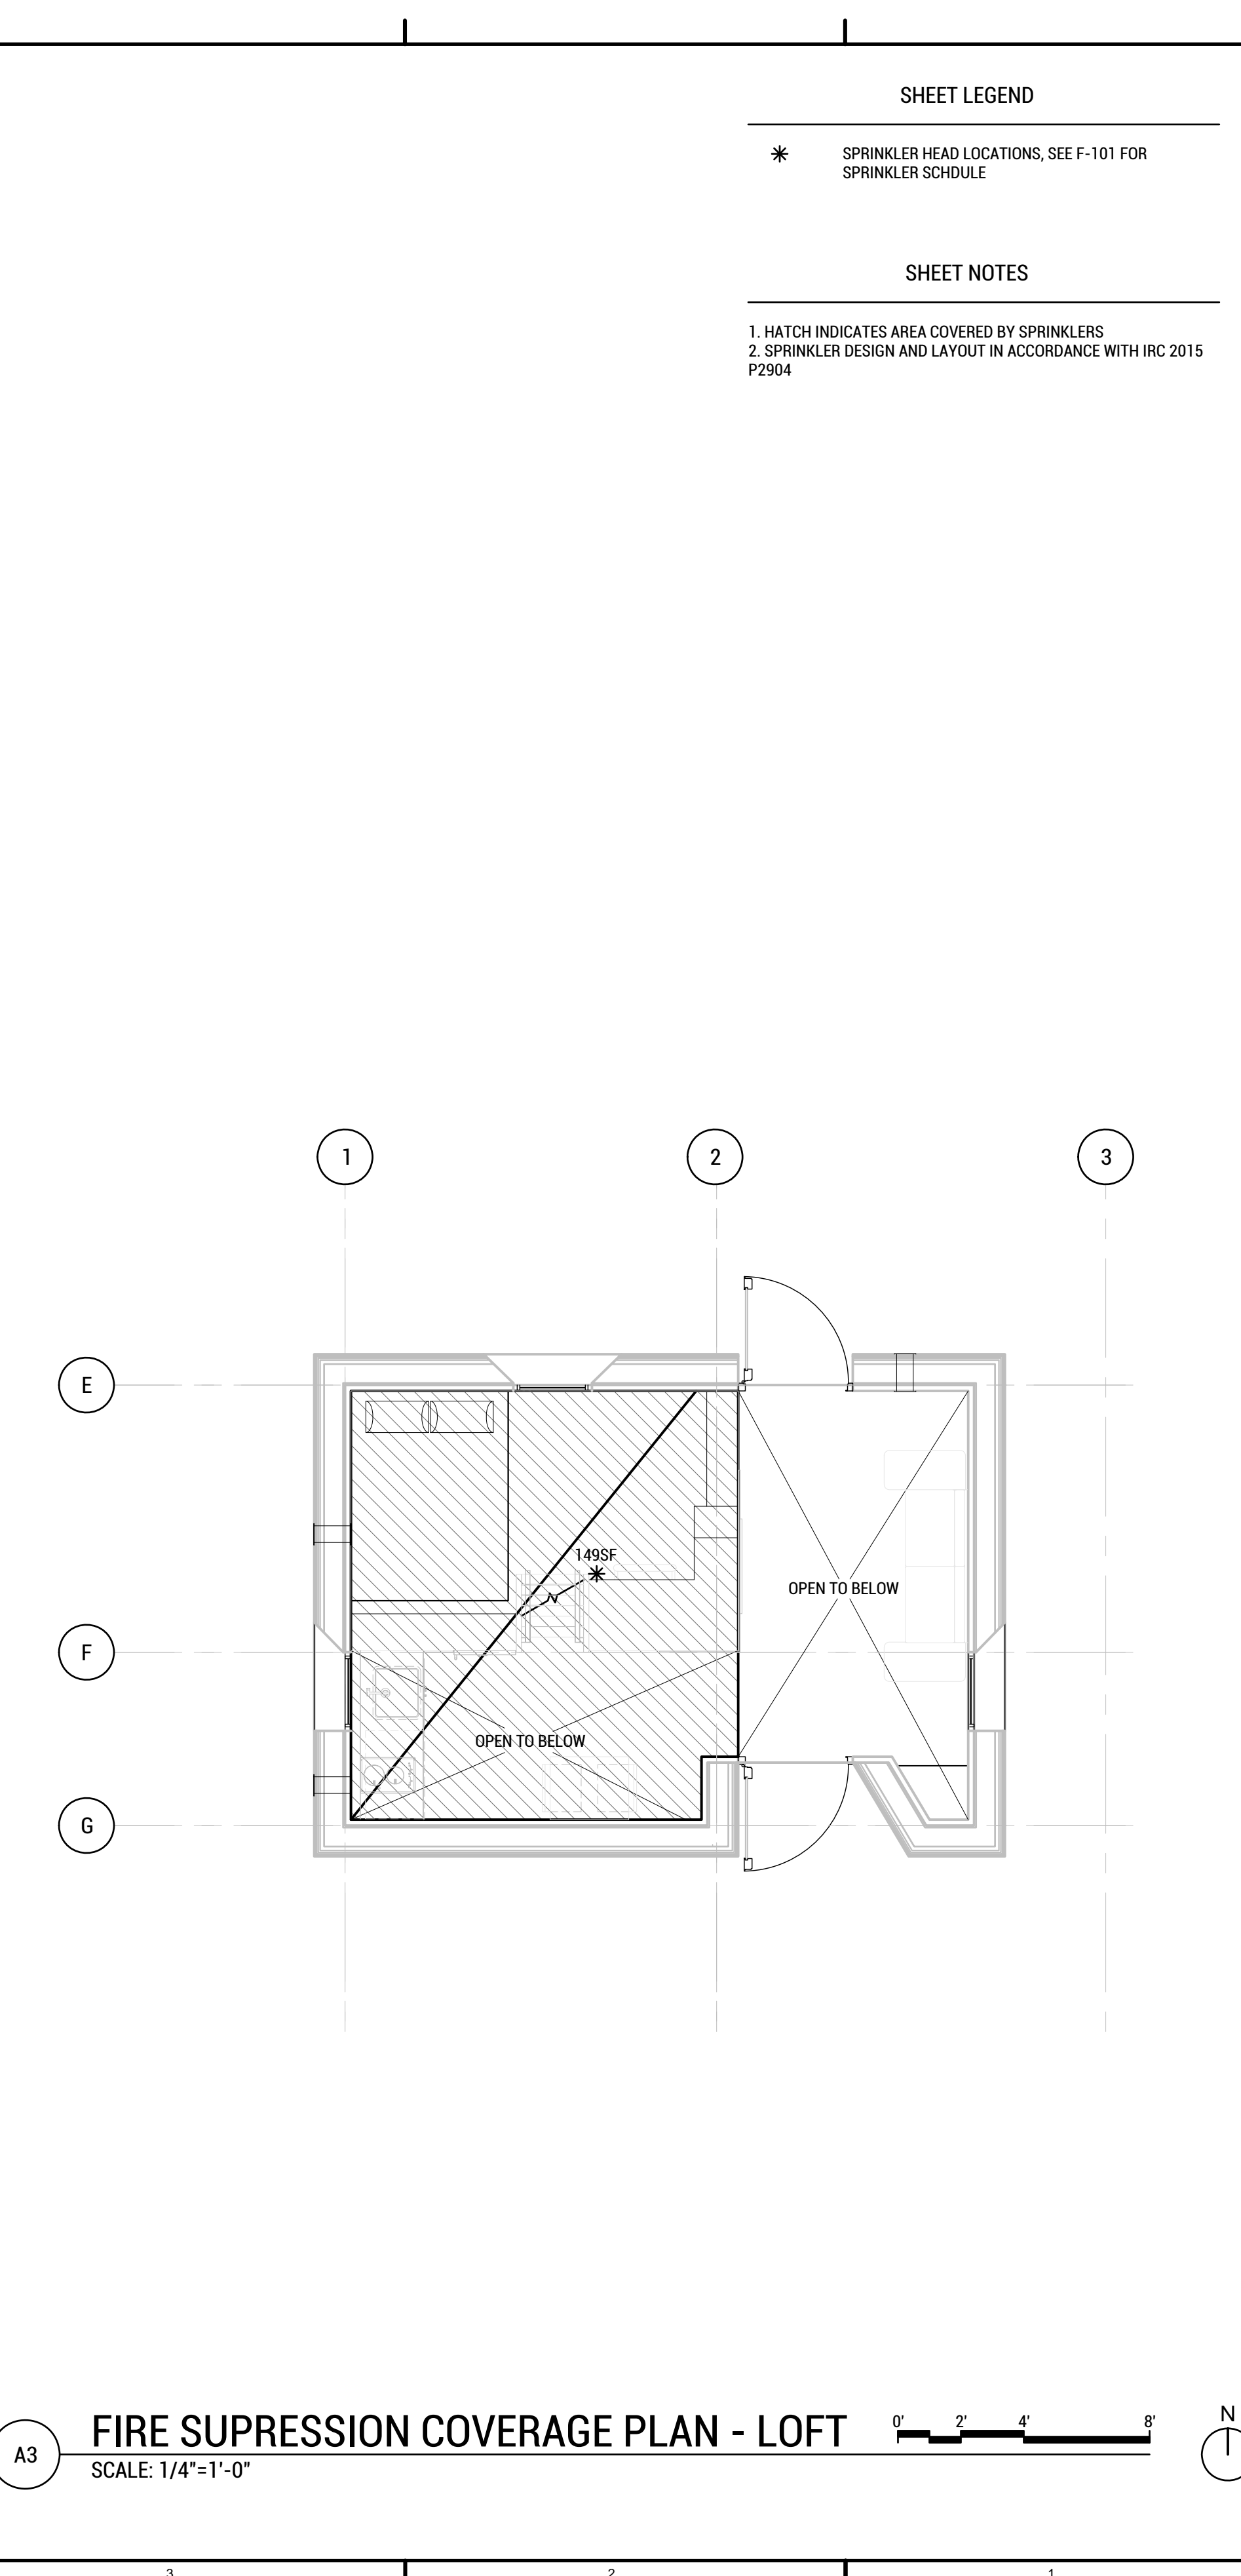 SHEET LEGEND
SPRINKLER HEAD LOCATIONS, SEE F-101 FOR
SPRINKLER SCHDULE
SHEET NOTES
1. HATCH INDICATES AREA COVERED BY SPRINKLERS
2. SPRINKLER DESIGN AND LAYOUT IN ACCORDANCE WITH IRC 2015
P2904
1
2
3
E
149SF
OPEN TO BELOW
F
OPEN TO BELOW
G
A3
FIRE SUPRESSION COVERAGE PLAN - LOFT
SCALE: 1/4"=1'-0"
0' 2' 4' 8'
N
3 2 1